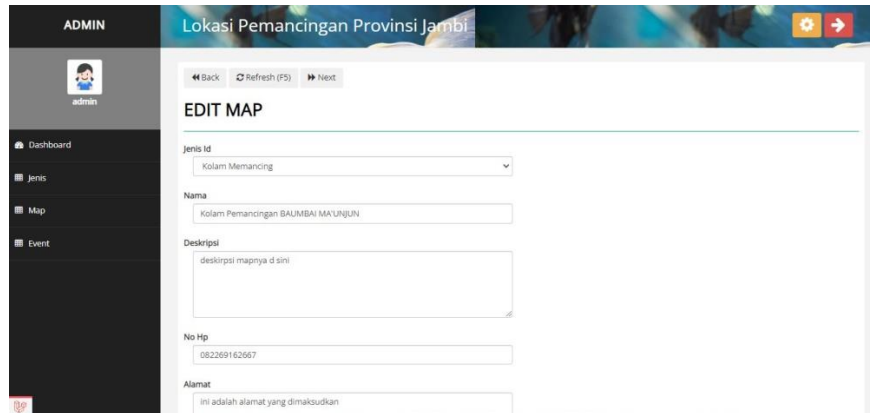 ADMIN
Lokasi Pemancingan Provinsi Jambi
admin
Back Refresh (F5) Next
EDIT MAP
Dashboard
Jenis
Map
Event
Jenis Id
Kolam Memancing
Nama
Kolam Pemancingan BAUMBAI MA'UNJUN
Deskripsi
deskirpsi mapnya d sini
No Hp
082269162667
Alamat
ini adalah alamat yang dimaksudkan